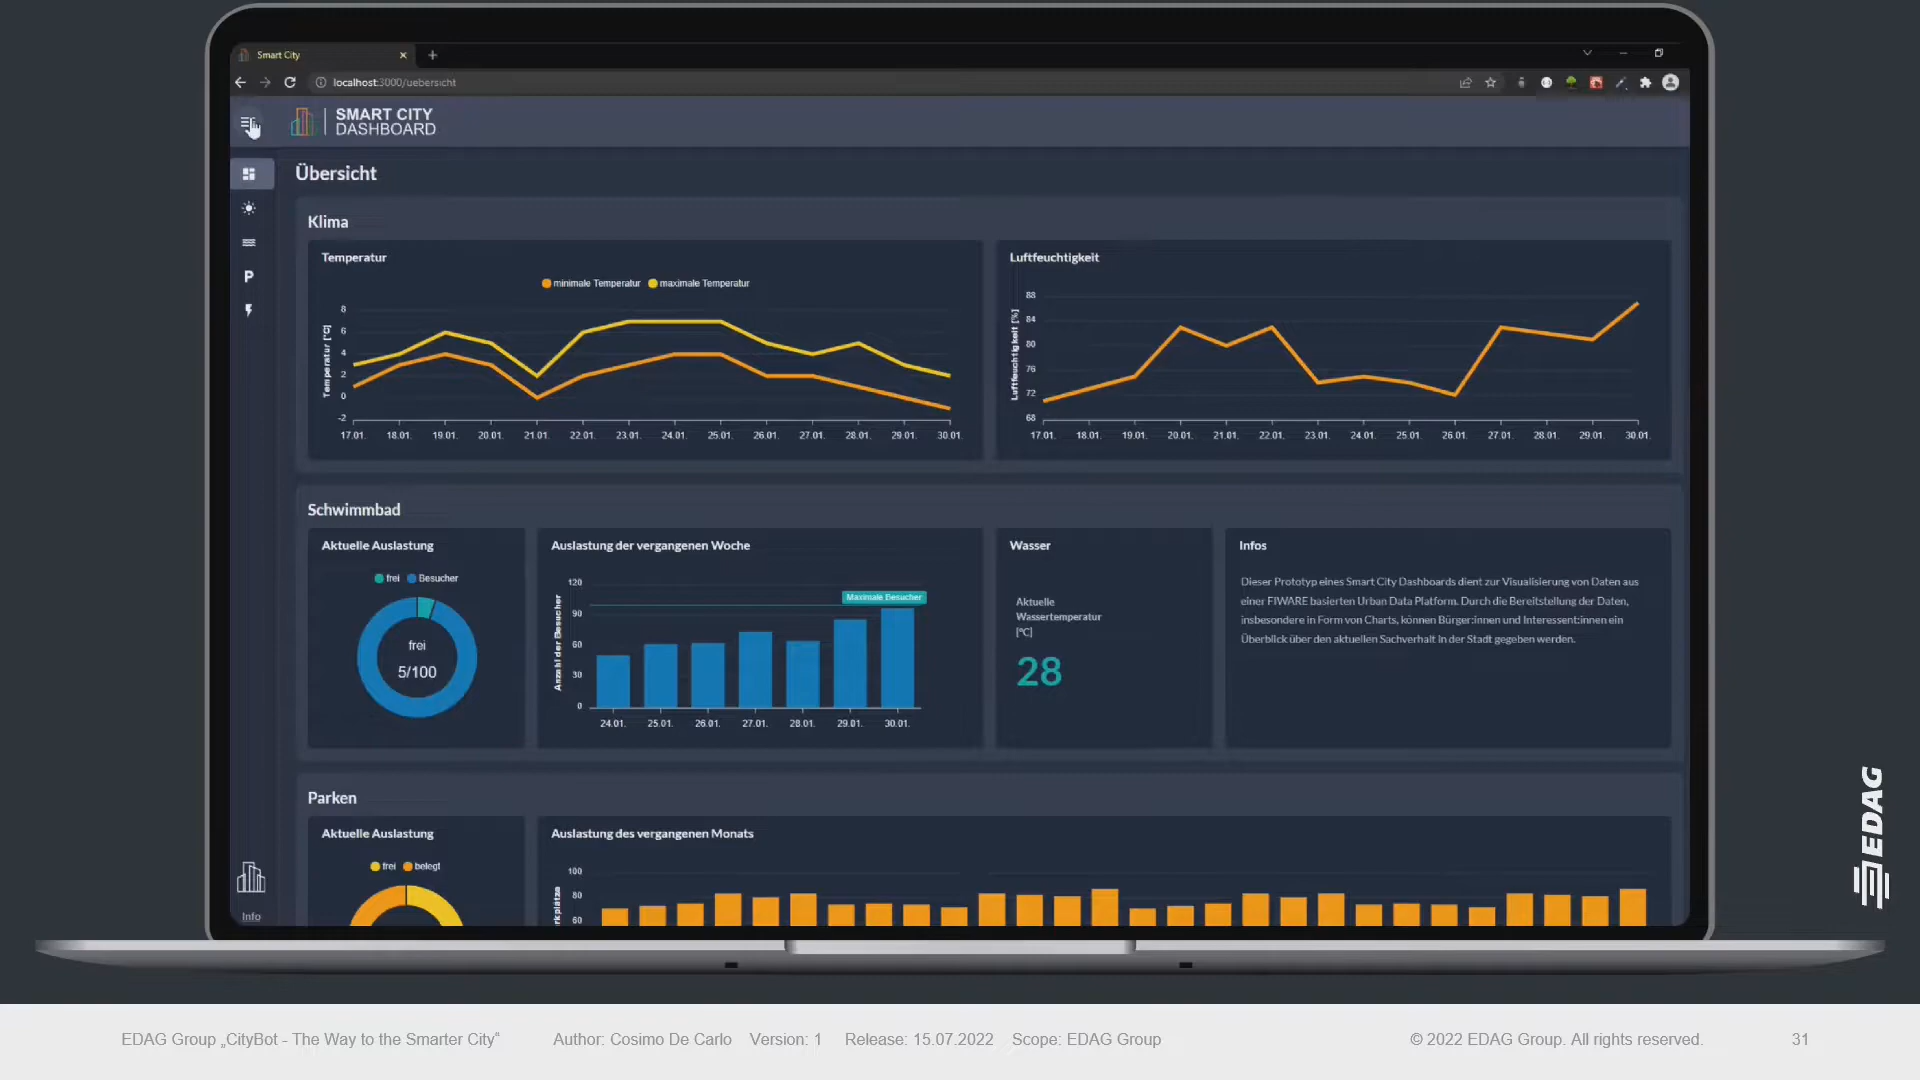 Smart City
localhost:3000/uebersicht
SMART CITY
DASHBOARD
Übersicht
Klima
Temperatur
minimale Temperatur maximale Temperatur
Temperatur [°C]
8
6
4
2
0
-2
17.01. 18.01. 19.01. 20.01. 21.01. 22.01. 23.01. 24.01. 25.01. 26.01. 27.01. 28.01. 29.01. 30.01.
Luftfeuchtigkeit
Luftfeuchtigkeit [%]
88
84
80
76
72
68
17.01. 18.01. 19.01. 20.01. 21.01. 22.01. 23.01. 24.01. 25.01 26.01. 27.01. 28.01. 29.01. 30.01.
Schwimmbad
Aktuelle Auslastung
frei Besucher
frei
5/100
Auslastung der vergangenen Woche
Anzahl der Besucher
120
90
60
30
0
Maximale Besucher
24.01. 25.01. 26.01. 27.01. 28.01. 29.01. 30.01.
Wasser
Aktuelle
Wassertemperatur
[°C]
28
Infos
Dieser Prototyp eines Smart City Dashboards dient zur Visualisierung von Daten aus
einer FIWARE basierten Urban Data Platform. Durch die Bereitstellung der Daten,
insbesondere in Form von Charts, können Bürger:innen und Interessent:innen ein
Überblick über den aktuellen Sachverhalt in der Stadt gegeben werden.
Parken
Aktuelle Auslastung
frei belegt
Auslastung des vergangenen Monats
100
80
60
P
Info
EDAG
EDAG Group „CityBot - The Way to the Smarter City“ Author: Cosimo De Carlo Version: 1 Release: 15.07.2022 Scope: EDAG Group © 2022 EDAG Group. All rights reserved. 31